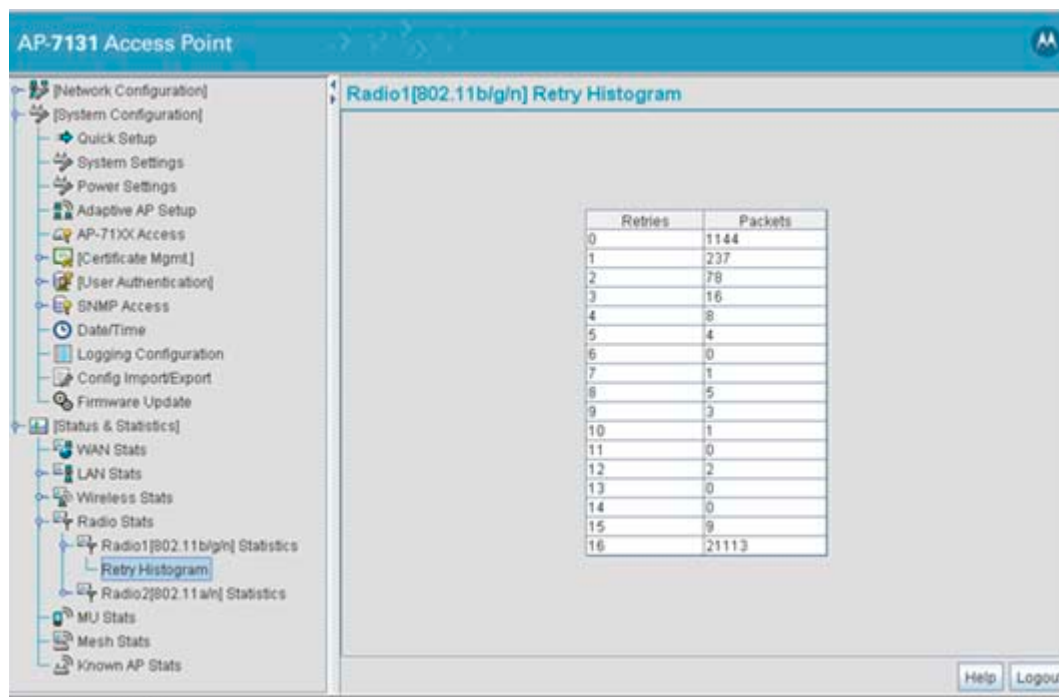 AP-7131 Access Point
[Network Configuration]
[System Configuration]
Quick Setup
System Settings
Power Settings
Adaptive AP Setup
AP-71XX Access
[Certificate Mgmt.]
[User Authentication]
SNMP Access
Date/Time
Logging Configuration
Config Import/Export
Firmware Update
[Status & Statistics]
WAN Stats
LAN Stats
Wireless Stats
Radio Stats
Radio1[802.11b/g/n] Statistics
Retry Histogram
Radio2[802.11a/n] Statistics
MU Stats
Mesh Stats
Known AP Stats
Radio1[802.11b/g/n] Retry Histogram
Retries Packets
0 1144
1 237
2 78
3 16
4 8
5 4
6 0
7 1
8 5
9 3
10 1
11 0
12 2
13 0
14 0
15 9
16 21113
Help Logou